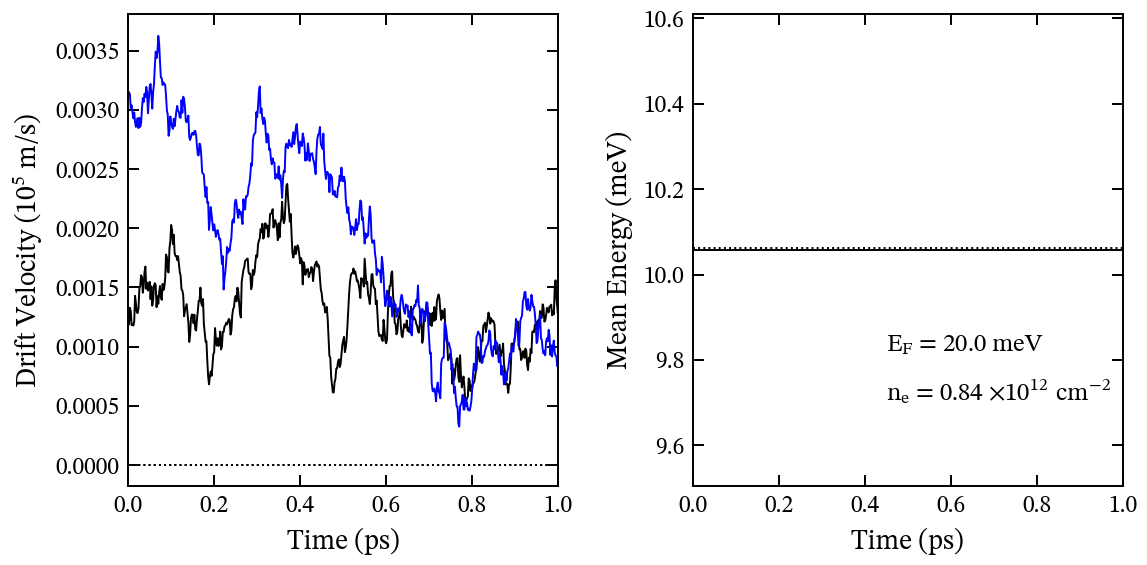 0.0035
0.0030
0.0025
0.0020
0.0015
0.0010
0.0005
0.0000
Drift Velocity (10⁵ m/s)
0.0 0.2 0.4 0.6 0.8 1.0
Time (ps)
10.6
10.4
10.2
10.0
9.8
9.6
Mean Energy (meV)
E_F = 20.0 meV
n_e = 0.84 ×10¹² cm⁻²
0.0 0.2 0.4 0.6 0.8 1.0
Time (ps)